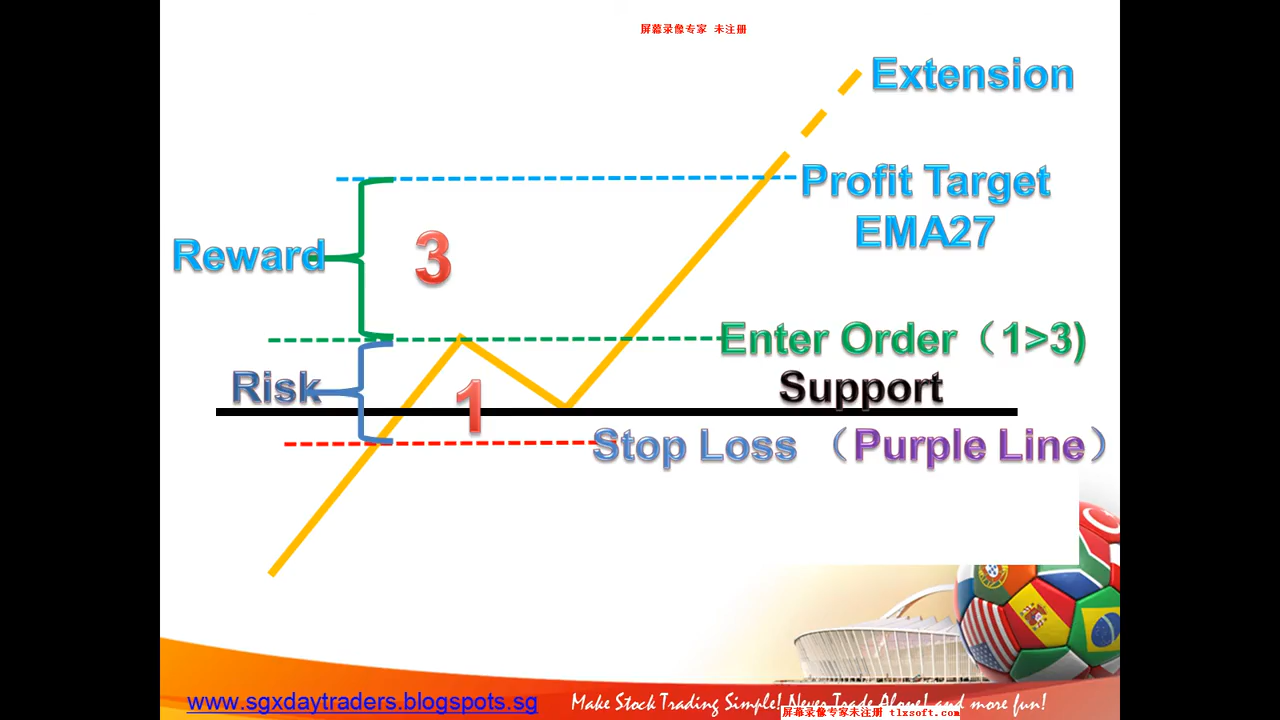 屏幕录像专家 未注册
Extension
Profit Target
EMA27
Reward
3
Enter Order（1>3)
Risk
1
Support
Stop Loss （Purple Line）
www.sgxdaytraders.blogspots.sg
Make Stock Trading Simple! Never Trade Alone! and more fun!
屏幕录像专家未注册 tlxsoft.com